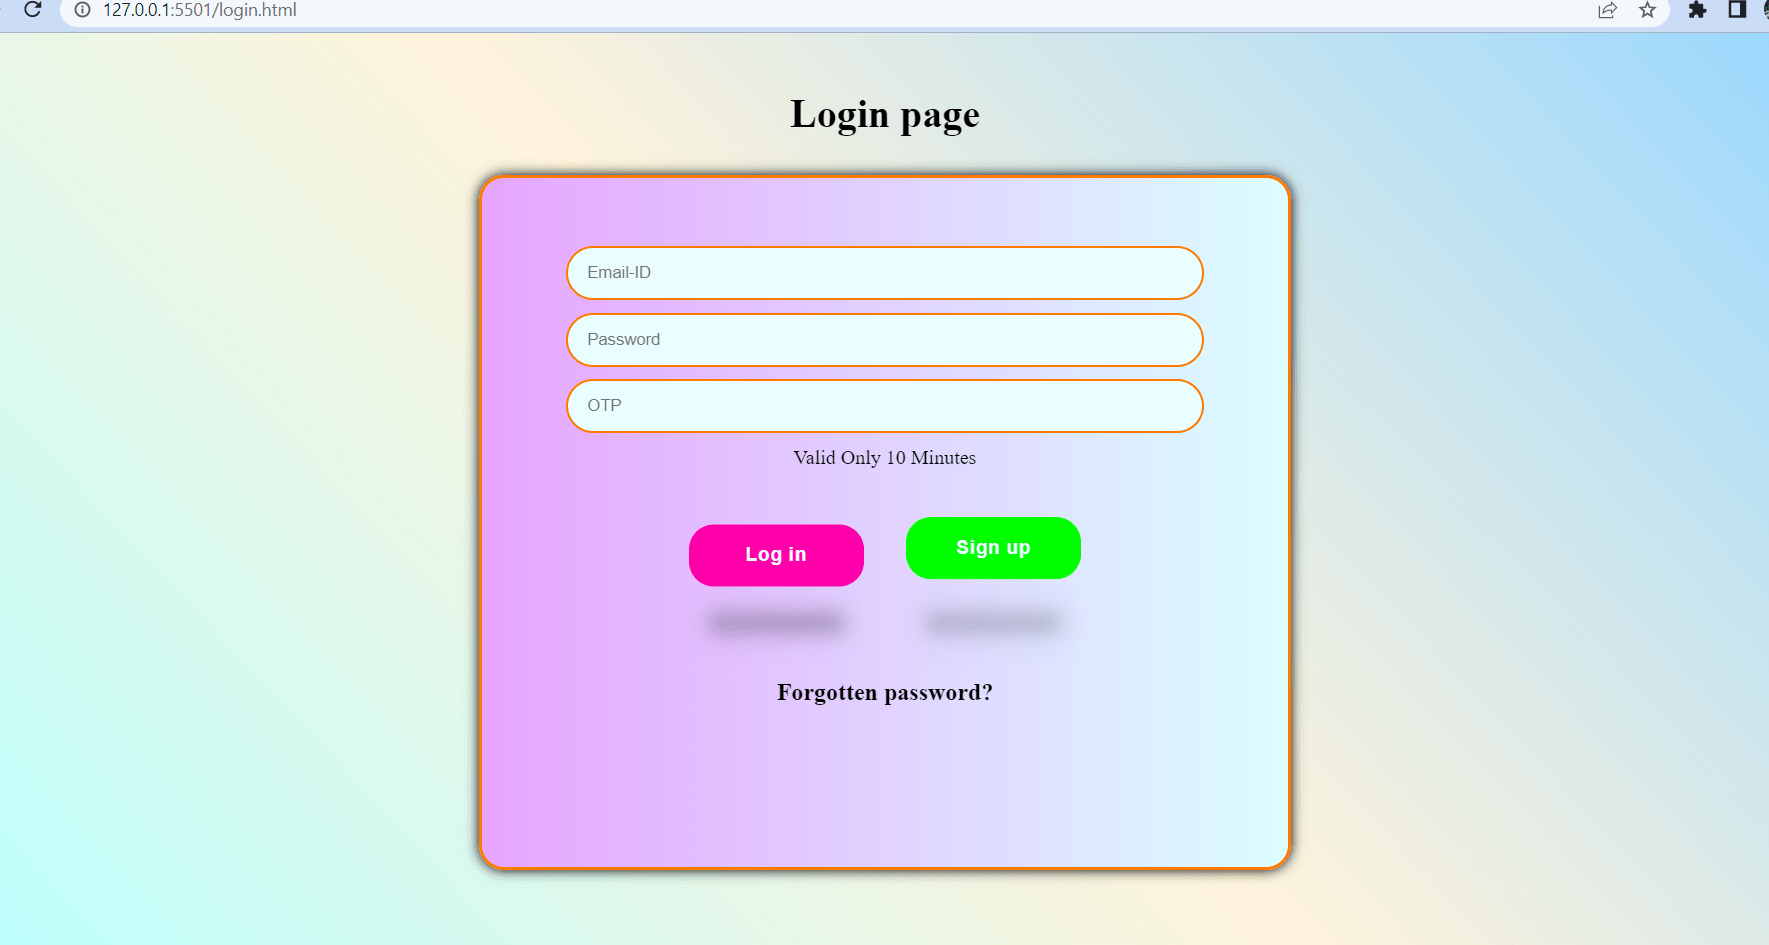 127.0.0.1:5501/login.html
Login page
Email-ID
Password
OTP
Valid Only 10 Minutes
Log in
Sign up
Forgotten password?